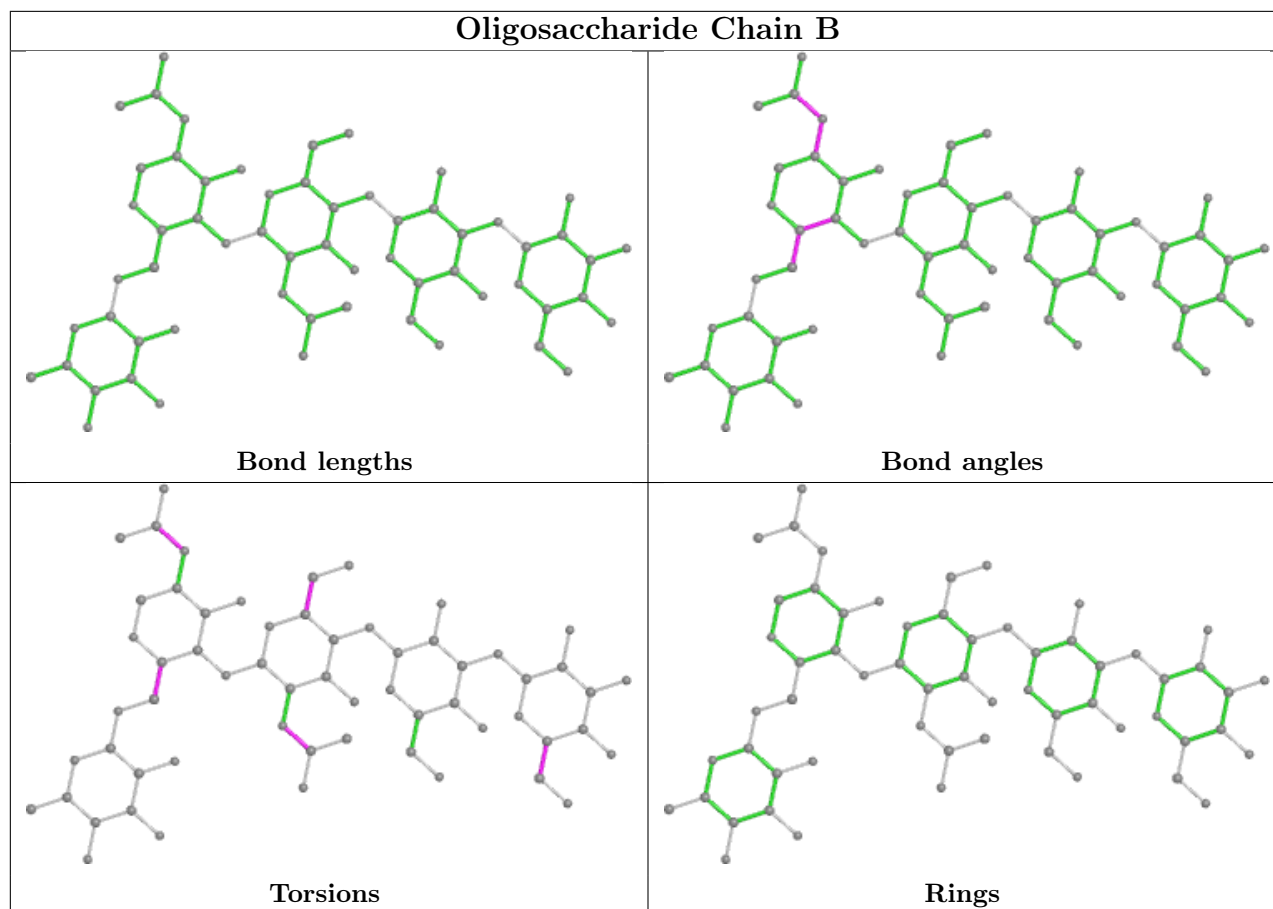 Oligosaccharide Chain B
Bond lengths
Bond angles
Torsions
Rings